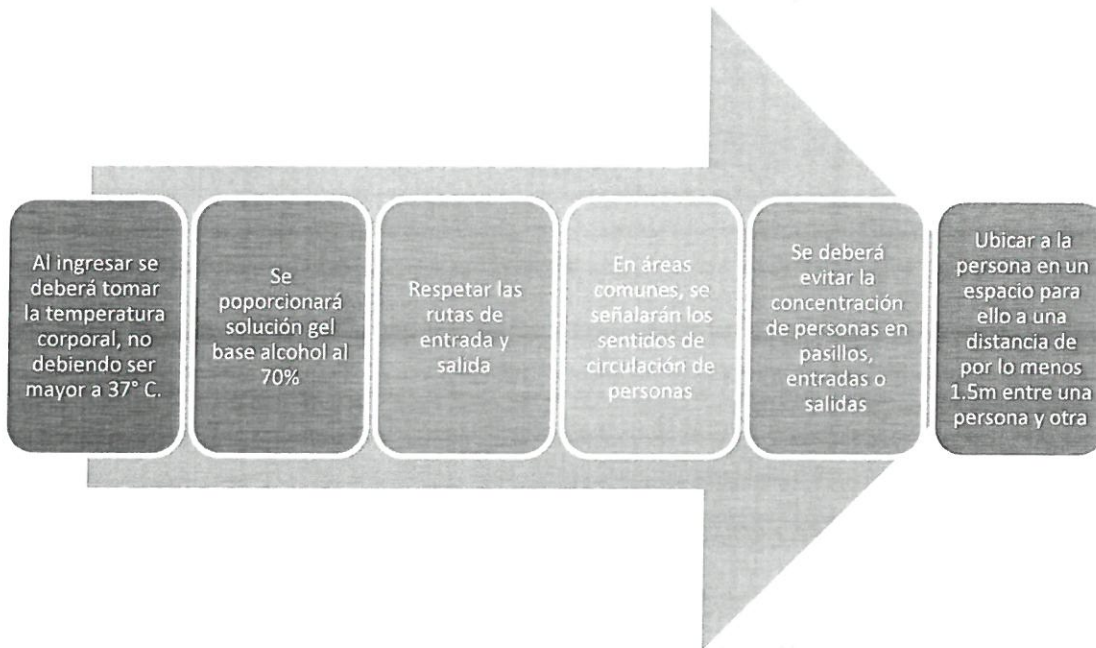 Al ingresar se
deberá tomar
la temperatura
corporal, no
debiendo ser
mayor a 37° C.
Se
poporcionará
solución gel
base alcohol al
70%
Respetar las
rutas de
entrada y
salida
En áreas
comunes, se
señalarán los
sentidos de
circulación de
personas
Se deberá
evitar la
concentración
de personas en
pasillos,
entradas o
salidas
Ubicar a la
persona en un
espacio para
ello a una
distancia de
por lo menos
1.5m entre una
persona y otra